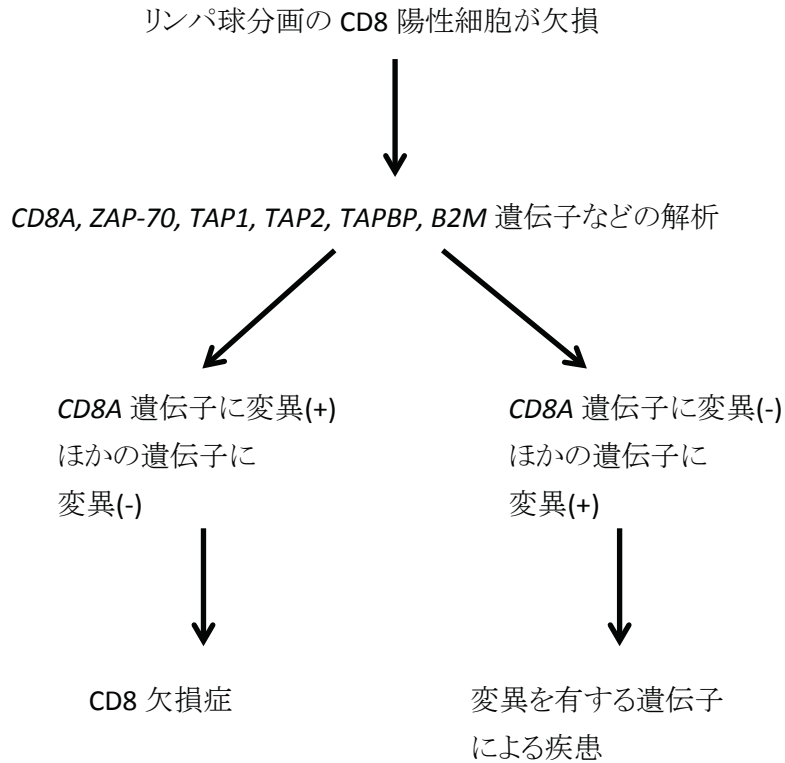 リンパ球分画の CD8 陽性細胞が欠損
CD8A, ZAP-70, TAP1, TAP2, TAPBP, B2M 遺伝子などの解析
CD8A 遺伝子に変異(+)
ほかの遺伝子に
変異(-)
CD8A 遺伝子に変異(-)
ほかの遺伝子に
変異(+)
CD8 欠損症
変異を有する遺伝子
による疾患